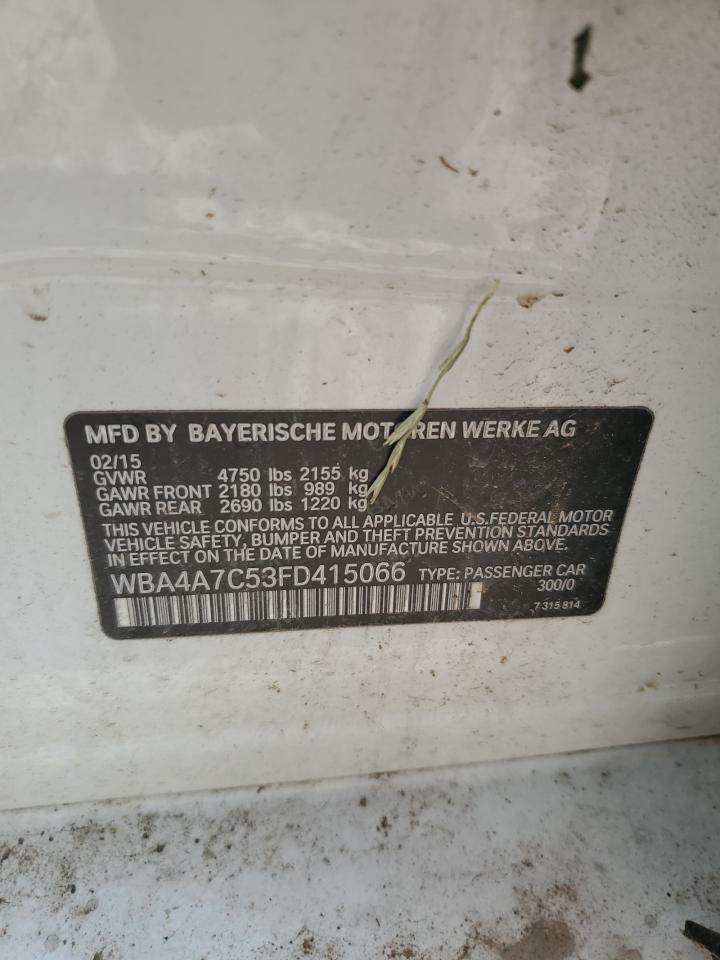 MFD BY BAYERISCHE MOTOREN WERKE AG
02/15
GVWR 4750 lbs 2155 kg
GAWR FRONT 2180 lbs 989 kg
GAWR REAR 2690 lbs 1220 kg
THIS VEHICLE CONFORMS TO ALL APPLICABLE U.S.FEDERAL MOTOR
VEHICLE SAFETY, BUMPER AND THEFT PREVENTION STANDARDS
IN EFFECT ON THE DATE OF MANUFACTURE SHOWN ABOVE.
WBA4A7C53FD415066 TYPE: PASSENGER CAR
300/0
7 315 814